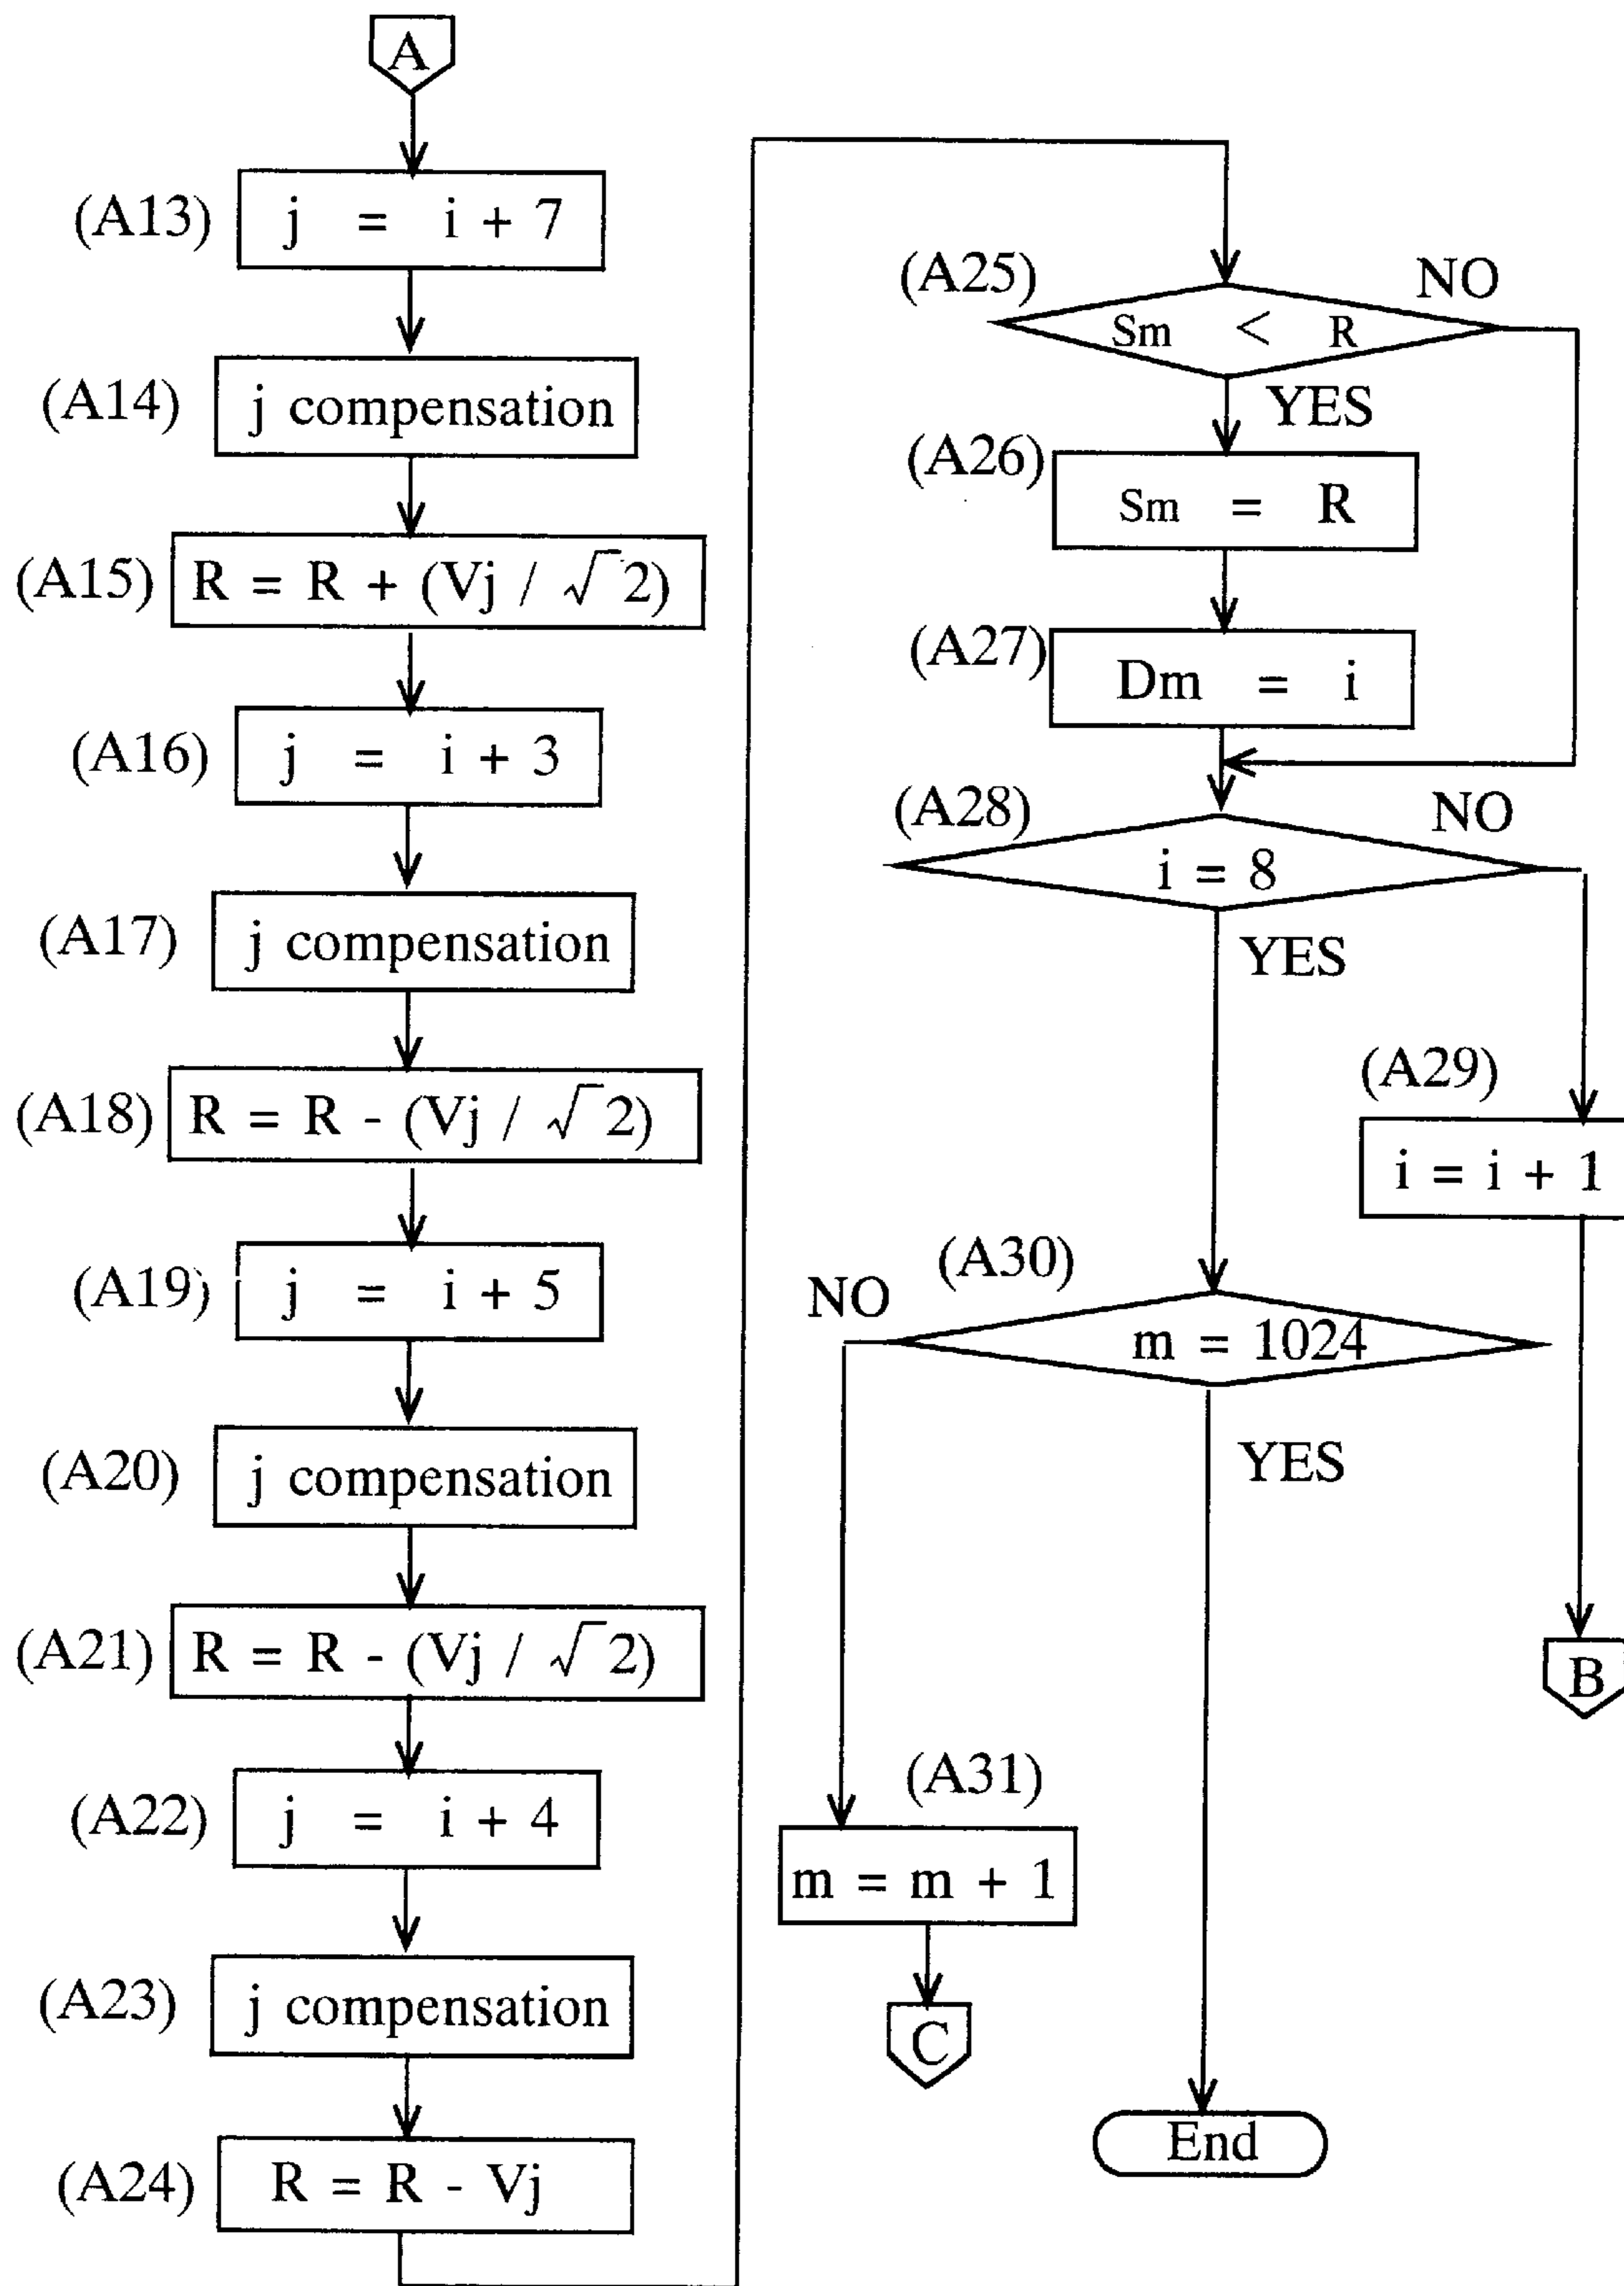 A
(A13) j = i + 7
(A14) j compensation
(A15) R = R + (Vj / √2)
(A16) j = i + 3
(A17) j compensation
(A18) R = R - (Vj / √2)
(A19) j = i + 5
(A20) j compensation
(A21) R = R - (Vj / √2)
(A22) j = i + 4
(A23) j compensation
(A24) R = R - Vj
(A25) Sm < R
NO
YES
(A26) Sm = R
(A27) Dm = i
(A28) i = 8
NO
YES
(A29)
i = i + 1
B
(A30)
NO
m = 1024
YES
(A31)
m = m + 1
C
End